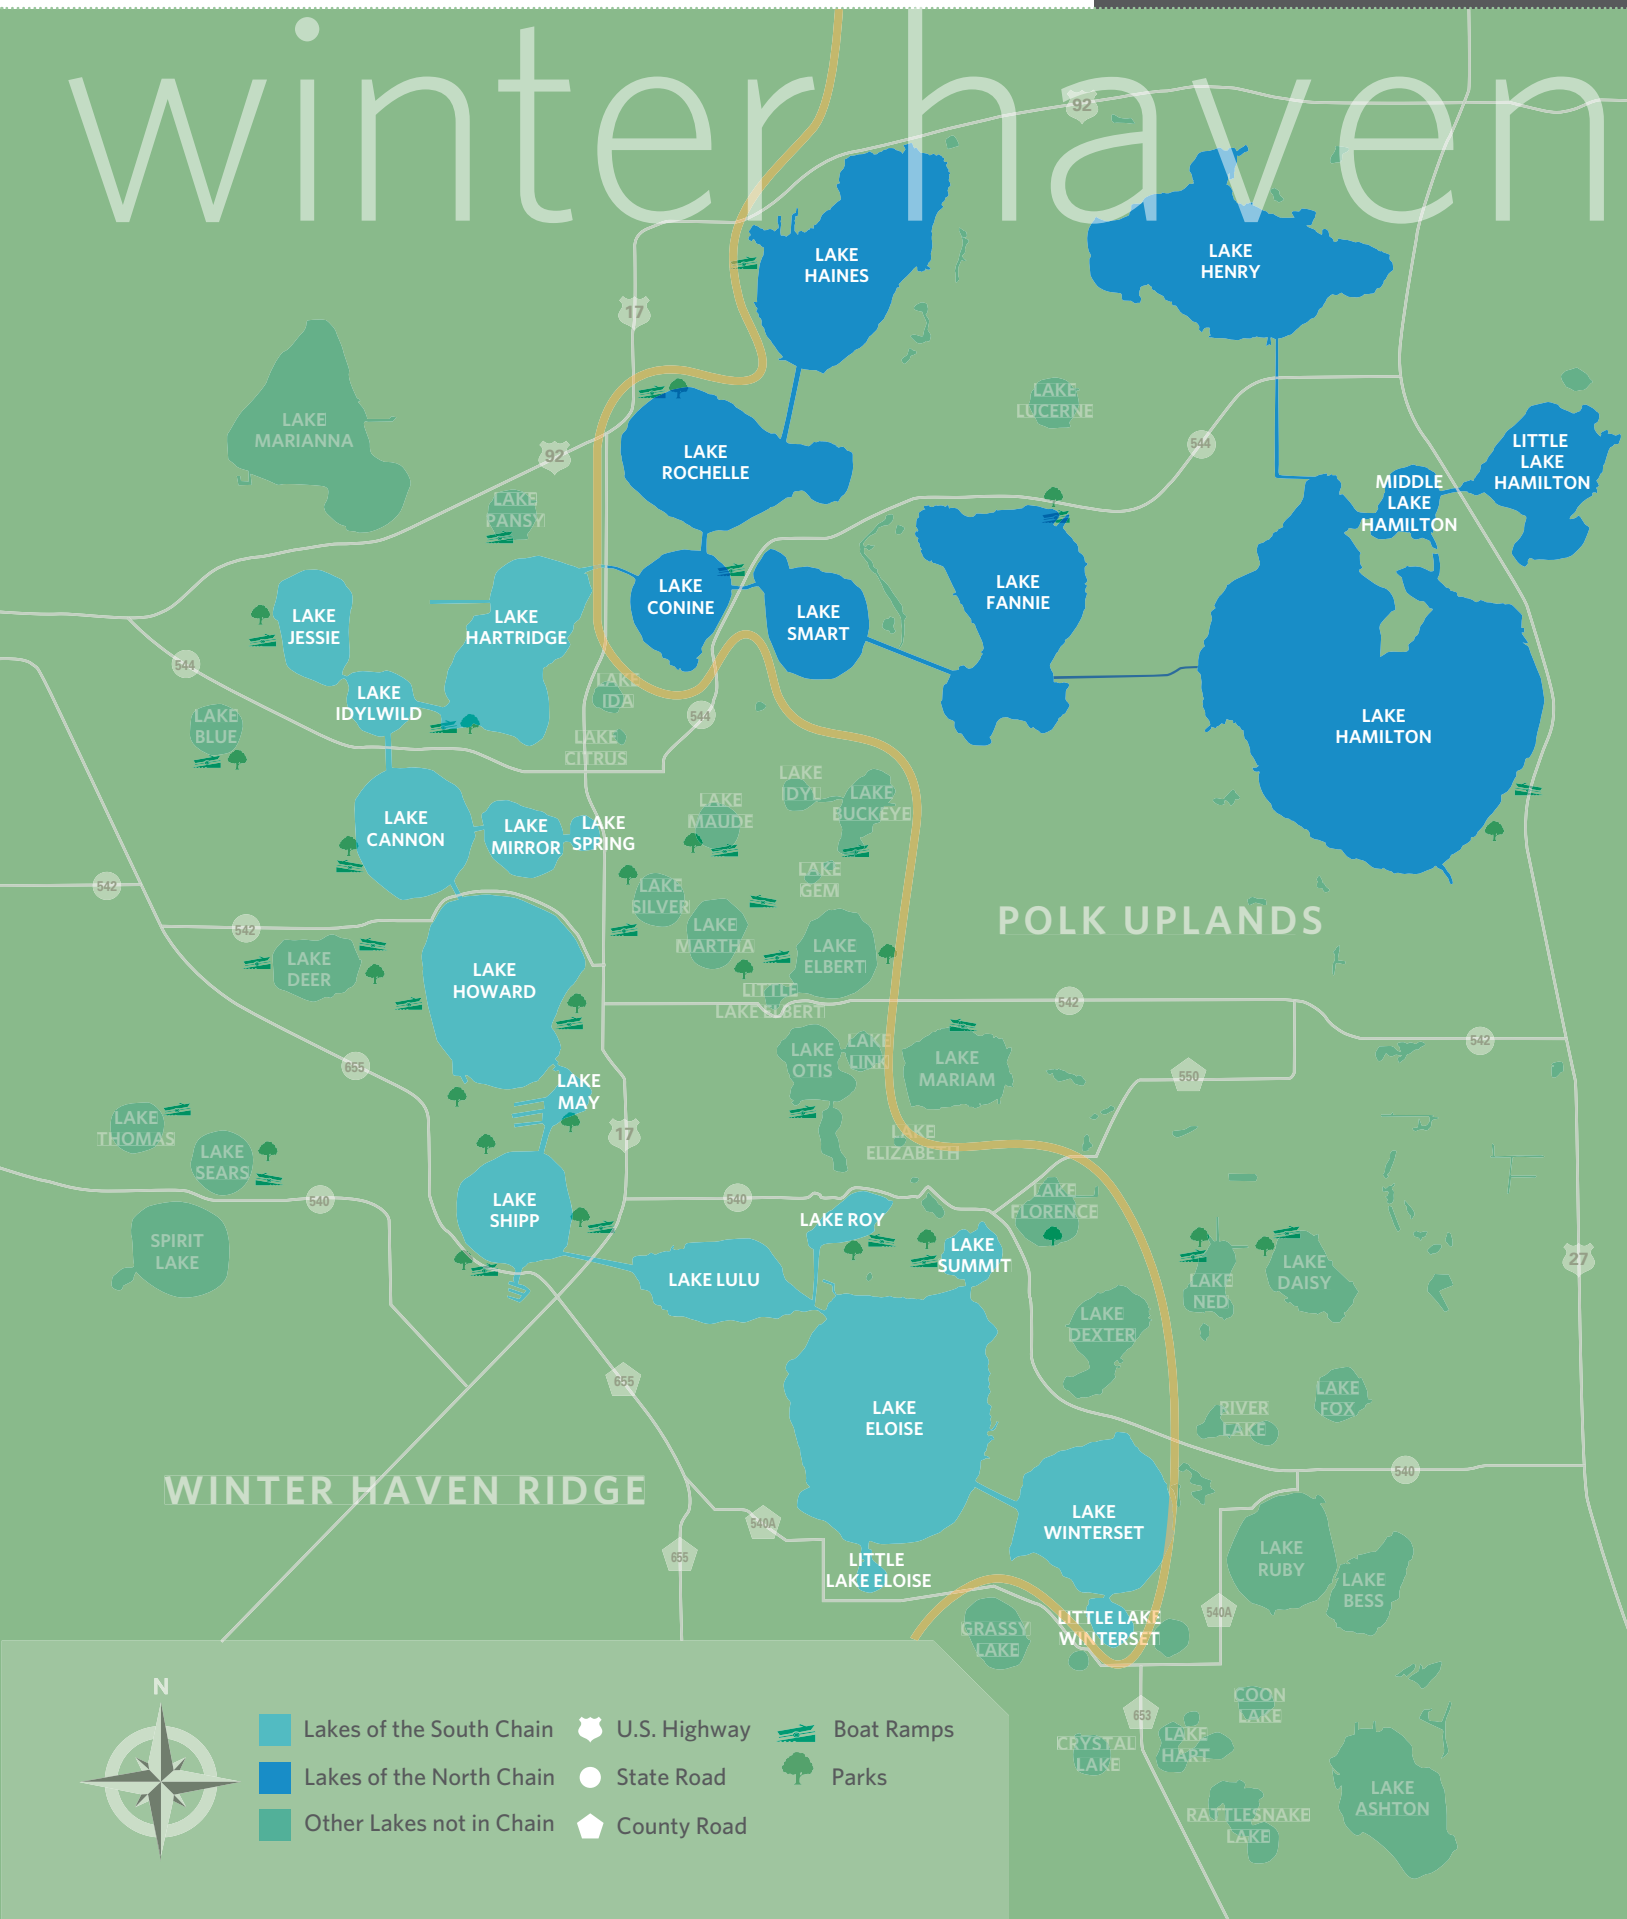 winter haven
92
LAKE
HAINES
LAKE
HENRY
17
LAKE
MARIANNA
LAKE
LUCERNE
92
LAKE
ROCHELLE
544
LITTLE
LAKE
HAMILTON
MIDDLE
LAKE
HAMILTON
LAKE
PANSY
LAKE
JESSIE
LAKE
HARTRIDGE
LAKE
CONINE
LAKE
SMART
LAKE
FANNIE
544
LAKE
IDYLWILD
LAKE
IDA
544
LAKE
BLUE
LAKE
CITRUS
LAKE
HAMILTON
LAKE
IDYL
LAKE
BUCKEYE
LAKE
MAUDE
LAKE
CANNON
LAKE
MIRROR
LAKE
SPRING
LAKE
GEM
542
LAKE
SILVER
542
LAKE
MARTHA
LAKE
ELBERT
POLK UPLANDS
LAKE
DEER
LAKE
HOWARD
LITTLE
LAKE ELBERT
542
542
LAKE
OTIS
LAKE
LINK
LAKE
MARIAM
655
550
LAKE
MAY
LAKE
THOMAS
LAKE
SEARS
17
LAKE
ELIZABETH
540
540
LAKE
SHIPP
LAKE ROY
LAKE
FLORENCE
SPIRIT
LAKE
LAKE
SUMMIT
LAKE LULU
LAKE
NED
LAKE
DAISY
27
LAKE
DEXTER
655
LAKE
ELOISE
LAKE
FOX
RIVER
LAKE
540
WINTER HAVEN RIDGE
540A
LAKE
WINTERSET
655
LITTLE
LAKE ELOISE
LAKE
RUBY
LAKE
BESS
540A
GRASSY
LAKE
LITTLE LAKE
WINTERSET
COON
LAKE
653
CRYSTAL
LAKE
LAKE
HART
RATTLESNAKE
LAKE
LAKE
ASHTON
N
Lakes of the South Chain
U.S. Highway
Boat Ramps
Lakes of the North Chain
State Road
Parks
Other Lakes not in Chain
County Road